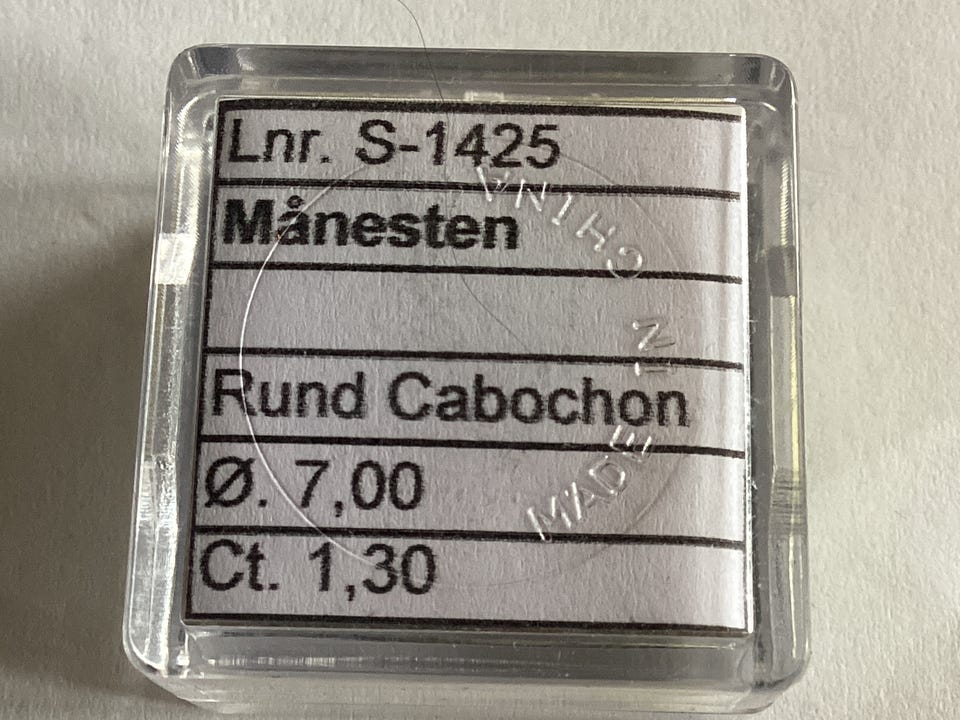 Lnr. S-1425
Månesten
Rund Cabochon
Ø. 7,00
Ct. 1,30
MADE IN CHINA